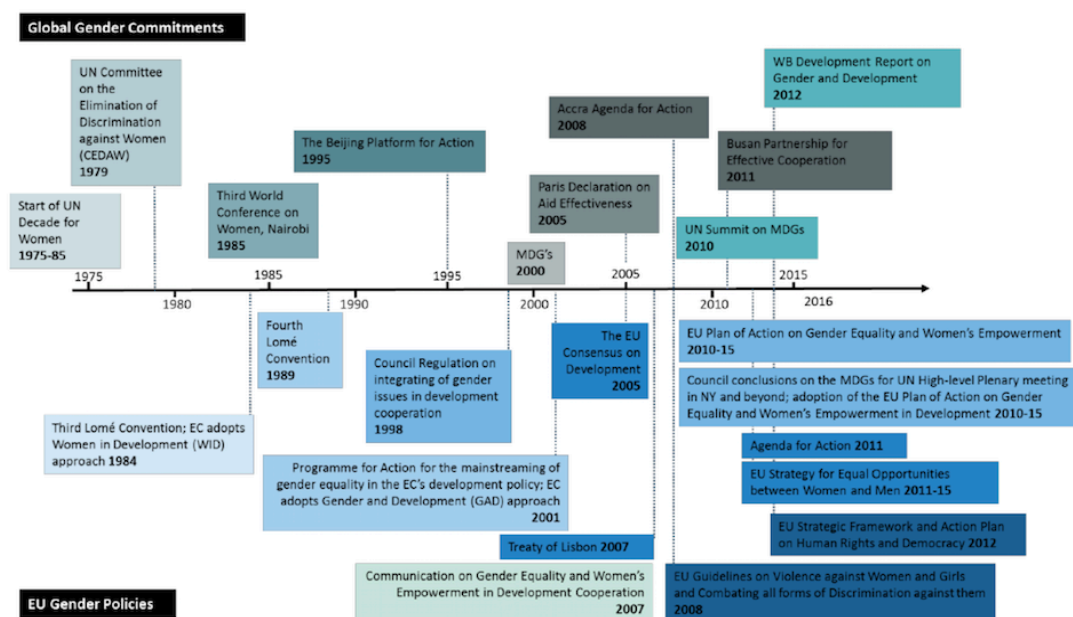 Global Gender Commitments
UN Committee
on the
Elimination of
Discrimination
against Women
(CEDAW)
1979
Start of UN
Decade for
Women
1975-85
Third World
Conference on
Women, Nairobi
1985
The Beijing Platform for Action
1995
MDG's
2000
Paris Declaration on
Aid Effectiveness
2005
Accra Agenda for Action
2008
WB Development Report on
Gender and Development
2012
Busan Partnership for
Effective Cooperation
2011
UN Summit on MDGs
2010
1975
1985
1995
2005
2015
1980
1990
2000
2010
2016
Third Lomé Convention; EC adopts
Women in Development (WID)
approach 1984
Fourth
Lomé
Convention
1989
Council Regulation on
integrating of gender
issues in development
cooperation
1998
Programme for Action for the mainstreaming of
gender equality in the EC's development policy; EC
adopts Gender and Development (GAD) approach
2001
The EU
Consensus on
Development
2005
Treaty of Lisbon 2007
Communication on Gender Equality and Women's
Empowerment in Development Cooperation
2007
EU Plan of Action on Gender Equality and Women's Empowerment
2010-15
Council conclusions on the MDGs for UN High-level Plenary meeting
in NY and beyond; adoption of the EU Plan of Action on Gender
Equality and Women's Empowerment in Development 2010-15
Agenda for Action 2011
EU Strategy for Equal Opportunities
between Women and Men 2011-15
EU Strategic Framework and Action Plan
on Human Rights and Democracy 2012
EU Guidelines on Violence against Women and Girls
and Combating all forms of Discrimination against them
2008
EU Gender Policies